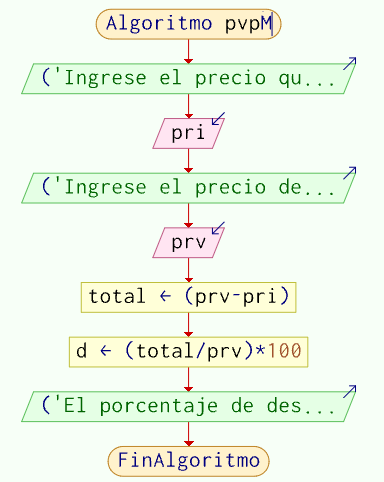 Algoritmo pvpM
('Ingrese el precio qu...
pri
('Ingrese el precio de...
prv
total ← (prv-pri)
d ← (total/prv)*100
('El porcentaje de des...
FinAlgoritmo